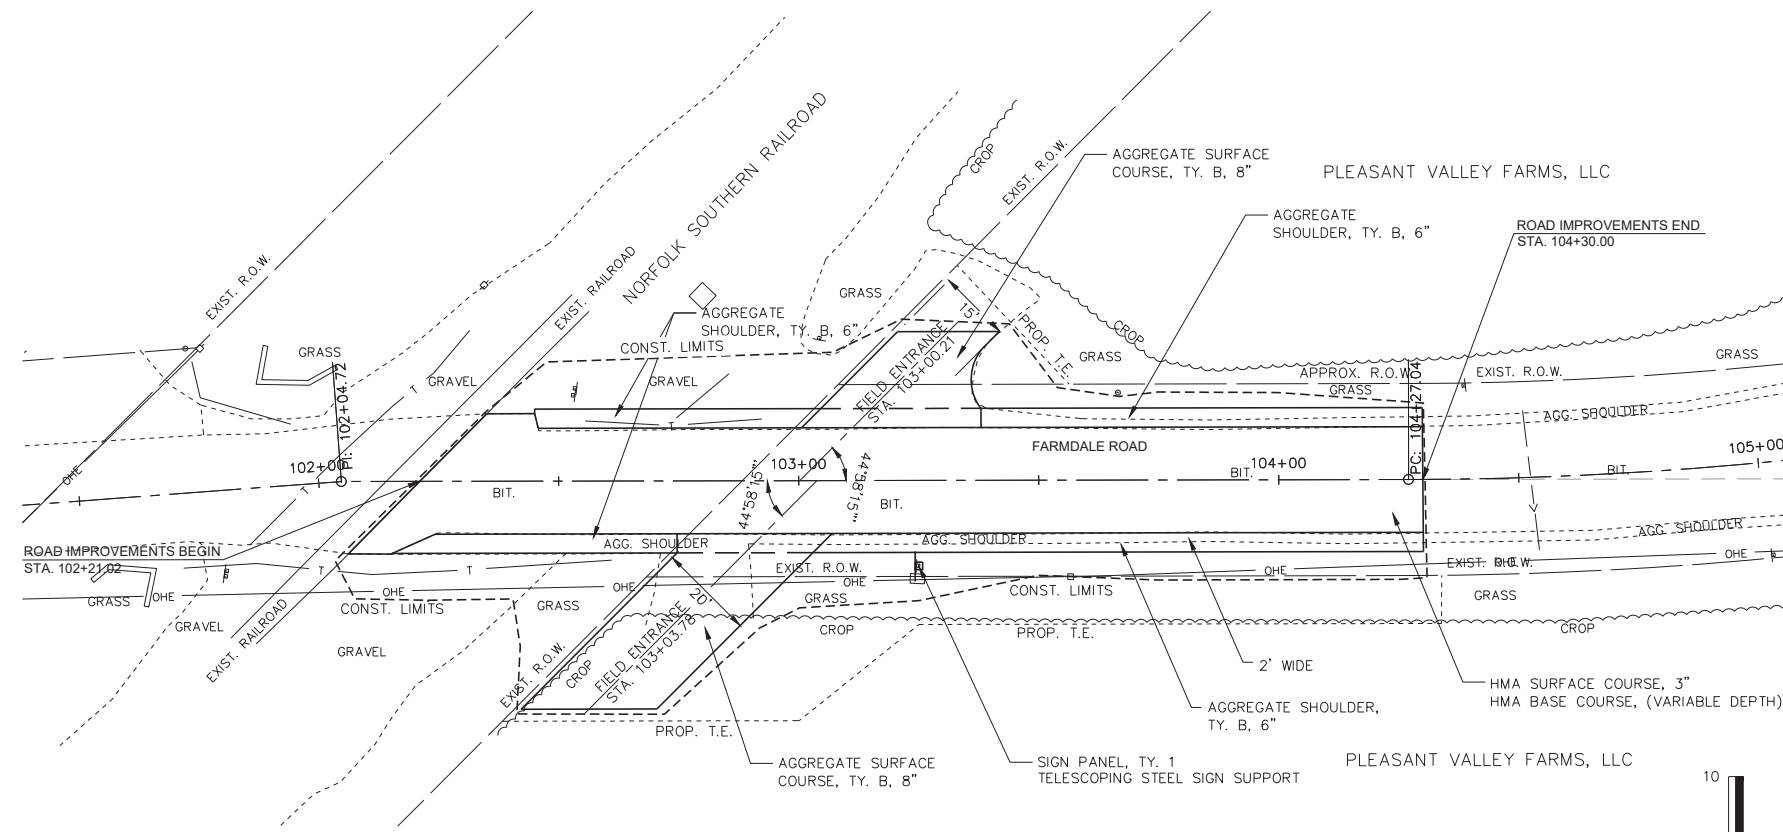 AGGREGATE SURFACE
COURSE, TY. B, 8"
PLEASANT VALLEY FARMS, LLC
NORFOLK SOUTHERN RAILROAD
CROP
EXIST. R.O.W.
AGGREGATE
SHOULDER, TY. B, 6"
ROAD IMPROVEMENTS END
STA. 104+30.00
EXIST. R.O.W.
EXIST. RAILROAD
GRASS
AGGREGATE
SHOULDER, TY. B, 6"
CONST. LIMITS
15'
PROP. T.E.
CROP
GRASS
GRASS
GRASS
GRAVEL
GRAVEL
T
FIELD ENTRANCE
STA. 103+00.21
APPROX. R.O.W.
EXIST. R.O.W.
GRASS
PI: 102+04.72
PC: 104+27.04
AGG. SHOULDER
T
FARMDALE ROAD
OHE
102+00
103+00
104+00
105+00
BIT.
BIT.
BIT.
BIT.
T
44°58'15"
44°58'15"
AGG. SHOULDER
AGG. SHOULDER
AGG. SHOULDER
ROAD IMPROVEMENTS BEGIN
STA. 102+21.02
T
T
EXIST. R.O.W.
OHE
OHE
EXIST. R.O.W.
OHE
OHE
GRASS
OHE
OHE
OHE
CONST. LIMITS
GRASS
20'
GRASS
CONST. LIMITS
GRASS
GRAVEL
EXIST. RAILROAD
GRAVEL
CROP
PROP. T.E.
CROP
EXIST. R.O.W.
CROP
FIELD ENTRANCE
STA. 103+03.78
2' WIDE
HMA SURFACE COURSE, 3"
HMA BASE COURSE, (VARIABLE DEPTH)
AGGREGATE SHOULDER,
TY. B, 6"
PROP. T.E.
AGGREGATE SURFACE
COURSE, TY. B, 8"
SIGN PANEL, TY. 1
TELESCOPING STEEL SIGN SUPPORT
PLEASANT VALLEY FARMS, LLC
10